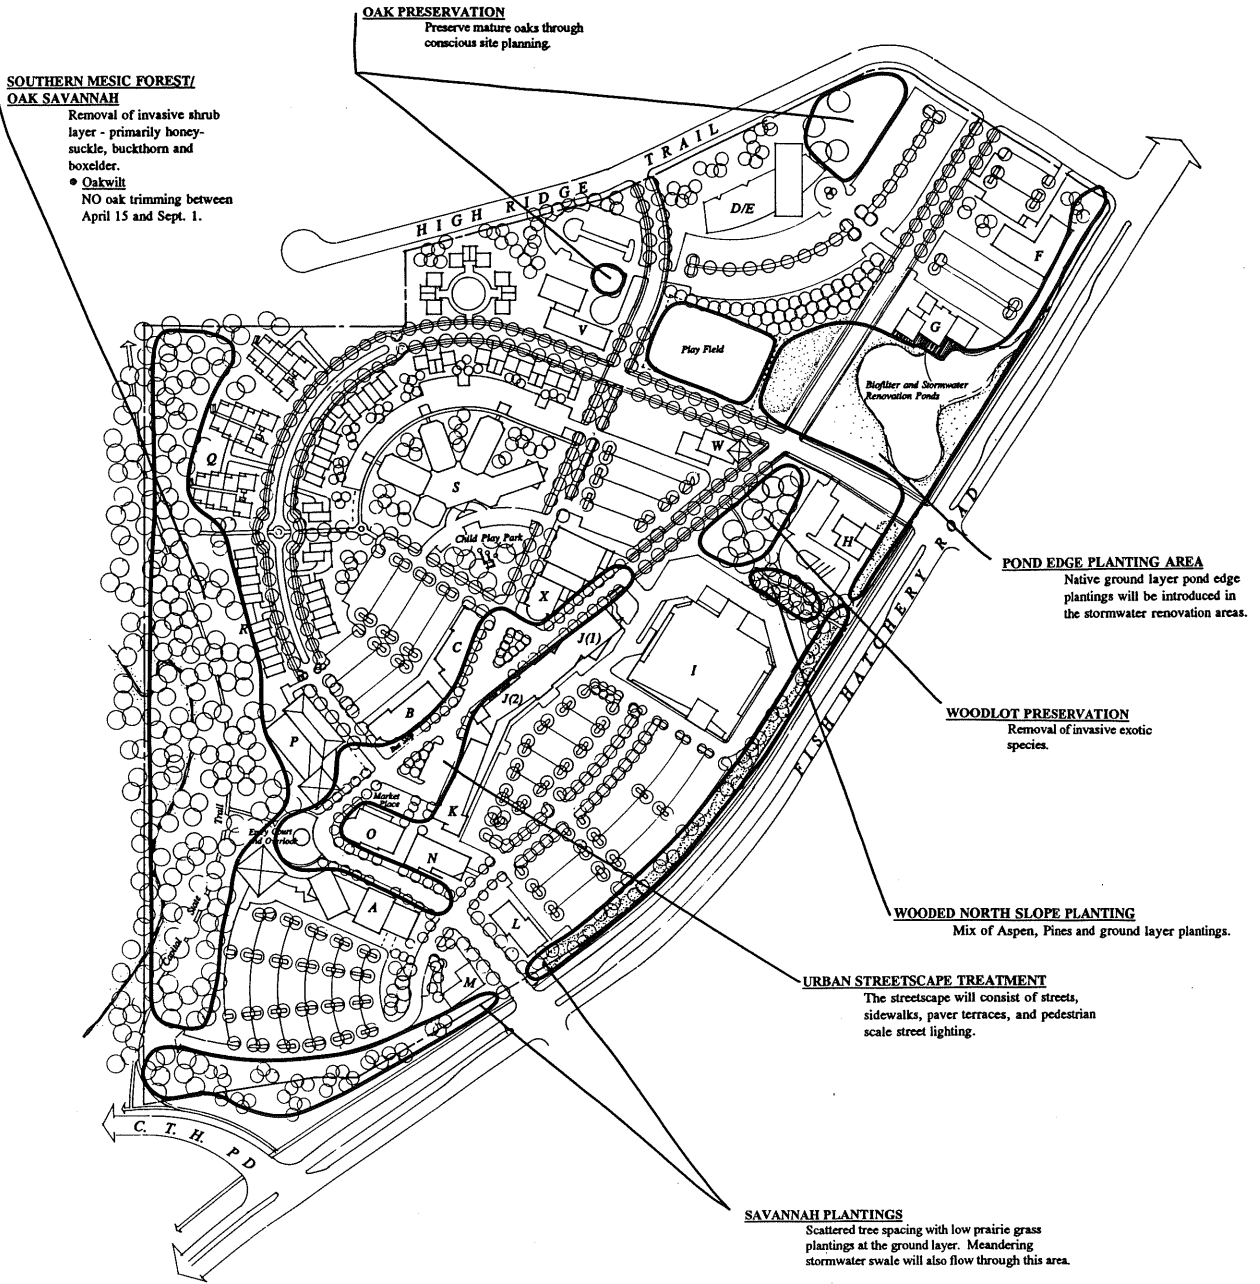 OAK PRESERVATION
Preserve mature oaks through
conscious site planning.
SOUTHERN MESIC FOREST/
OAK SAVANNAH
Removal of invasive shrub
layer - primarily honey-
suckle, buckthorn and
boxelder.
• Oakwilt
NO oak trimming between
April 15 and Sept. 1.
HIGH RIDGE TRAIL
D/E
F
G
V
Play Field
Biofilter and Stormwater
Renovation Ponds
W
Q
S
Child Play Park
H
FISH HATCHERY ROAD
POND EDGE PLANTING AREA
Native ground layer pond edge
plantings will be introduced in
the stormwater renovation areas.
X
R
C
J(1)
I
J(2)
B
P
WOODLOT PRESERVATION
Removal of invasive exotic
species.
Market
Place
Trail
K
Entry Court
and Overlook
O
N
State
A
L
Capital
M
WOODED NORTH SLOPE PLANTING
Mix of Aspen, Pines and ground layer plantings.
URBAN STREETSCAPE TREATMENT
The streetscape will consist of streets,
sidewalks, paver terraces, and pedestrian
scale street lighting.
C. T. H. PD
SAVANNAH PLANTINGS
Scattered tree spacing with low prairie grass
plantings at the ground layer. Meandering
stormwater swale will also flow through this area.